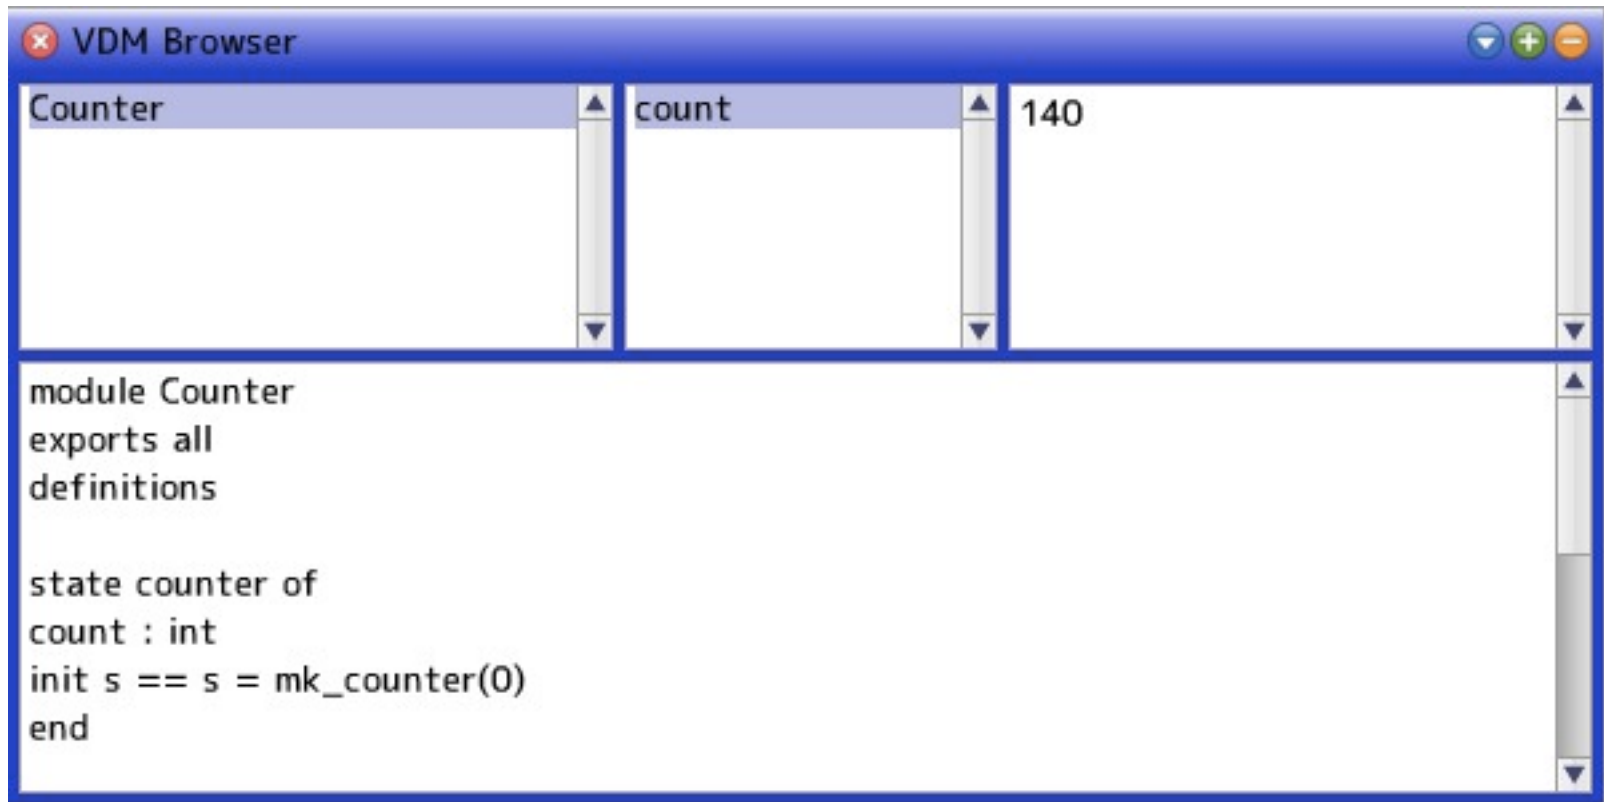 VDM Browser
Counter
count
140
module Counter
exports all
definitions
state counter of
count : int
init s == s = mk_counter(0)
end